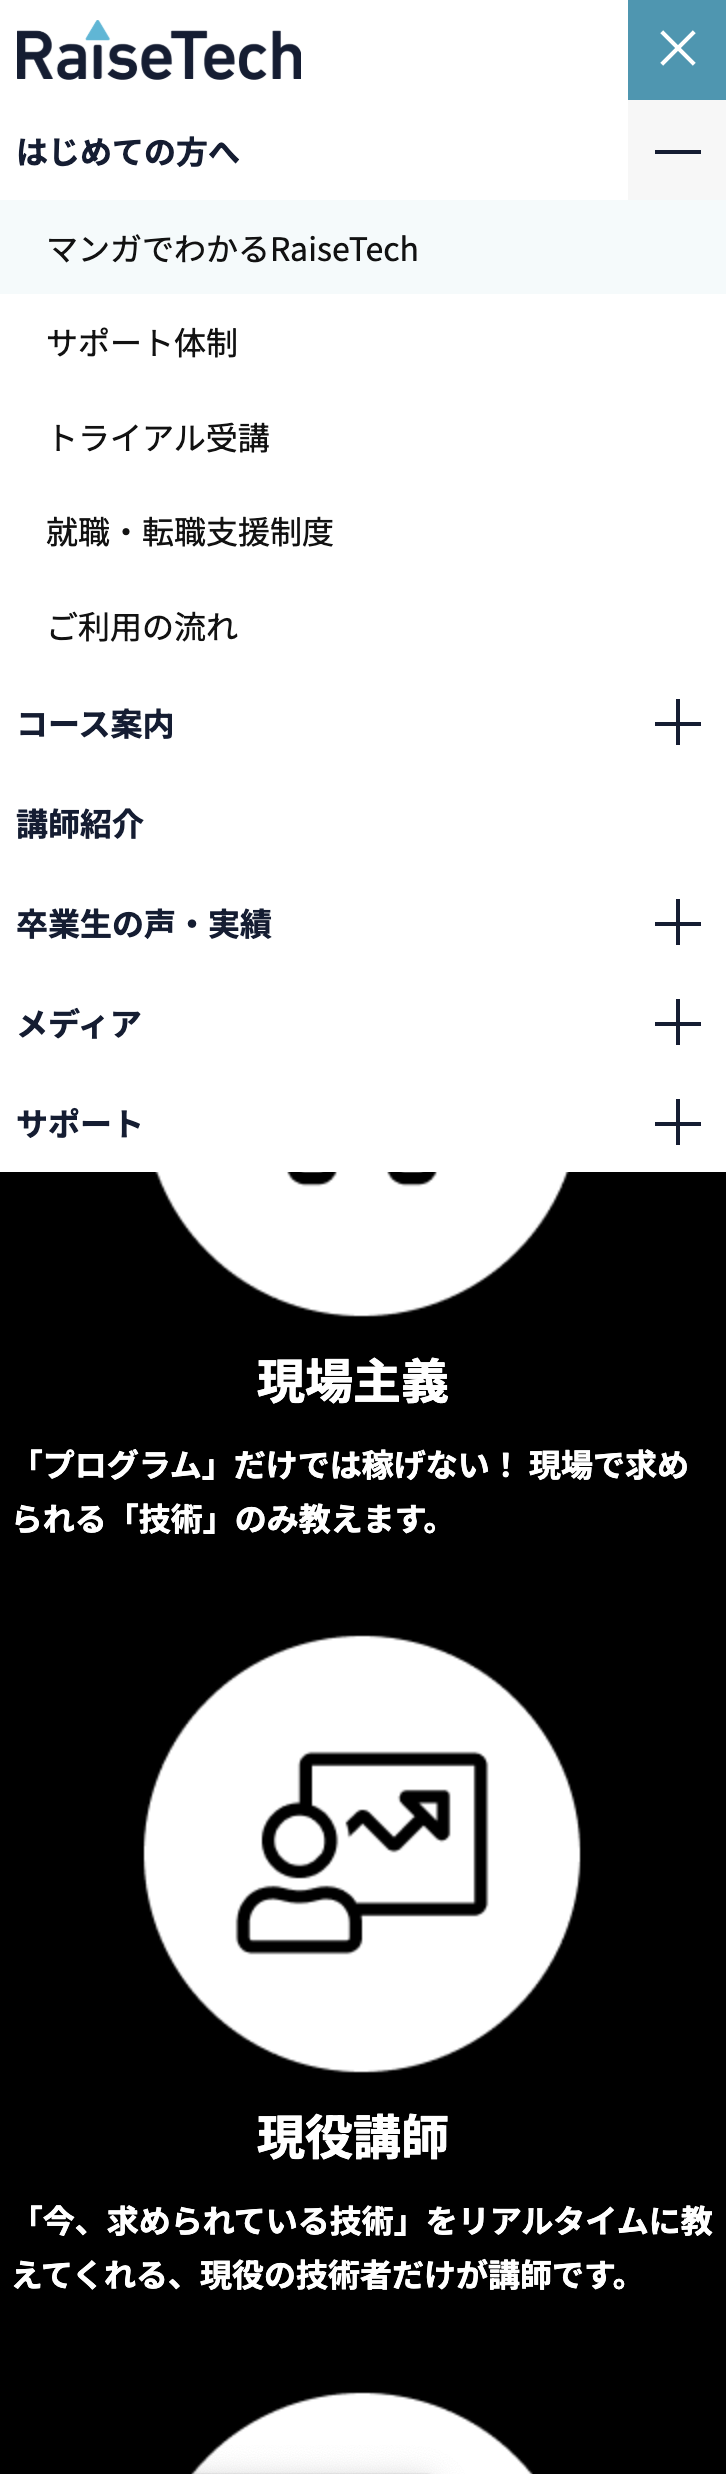 RaiseTech
はじめての方へ
マンガでわかるRaiseTech
サポート体制
トライアル受講
就職・転職支援制度
ご利用の流れ
コース案内
講師紹介
卒業生の声・実績
メディア
サポート
現場主義
「プログラム」だけでは稼げない！ 現場で求め
られる「技術」のみ教えます。
現役講師
「今、求められている技術」をリアルタイムに教
えてくれる、現役の技術者だけが講師です。